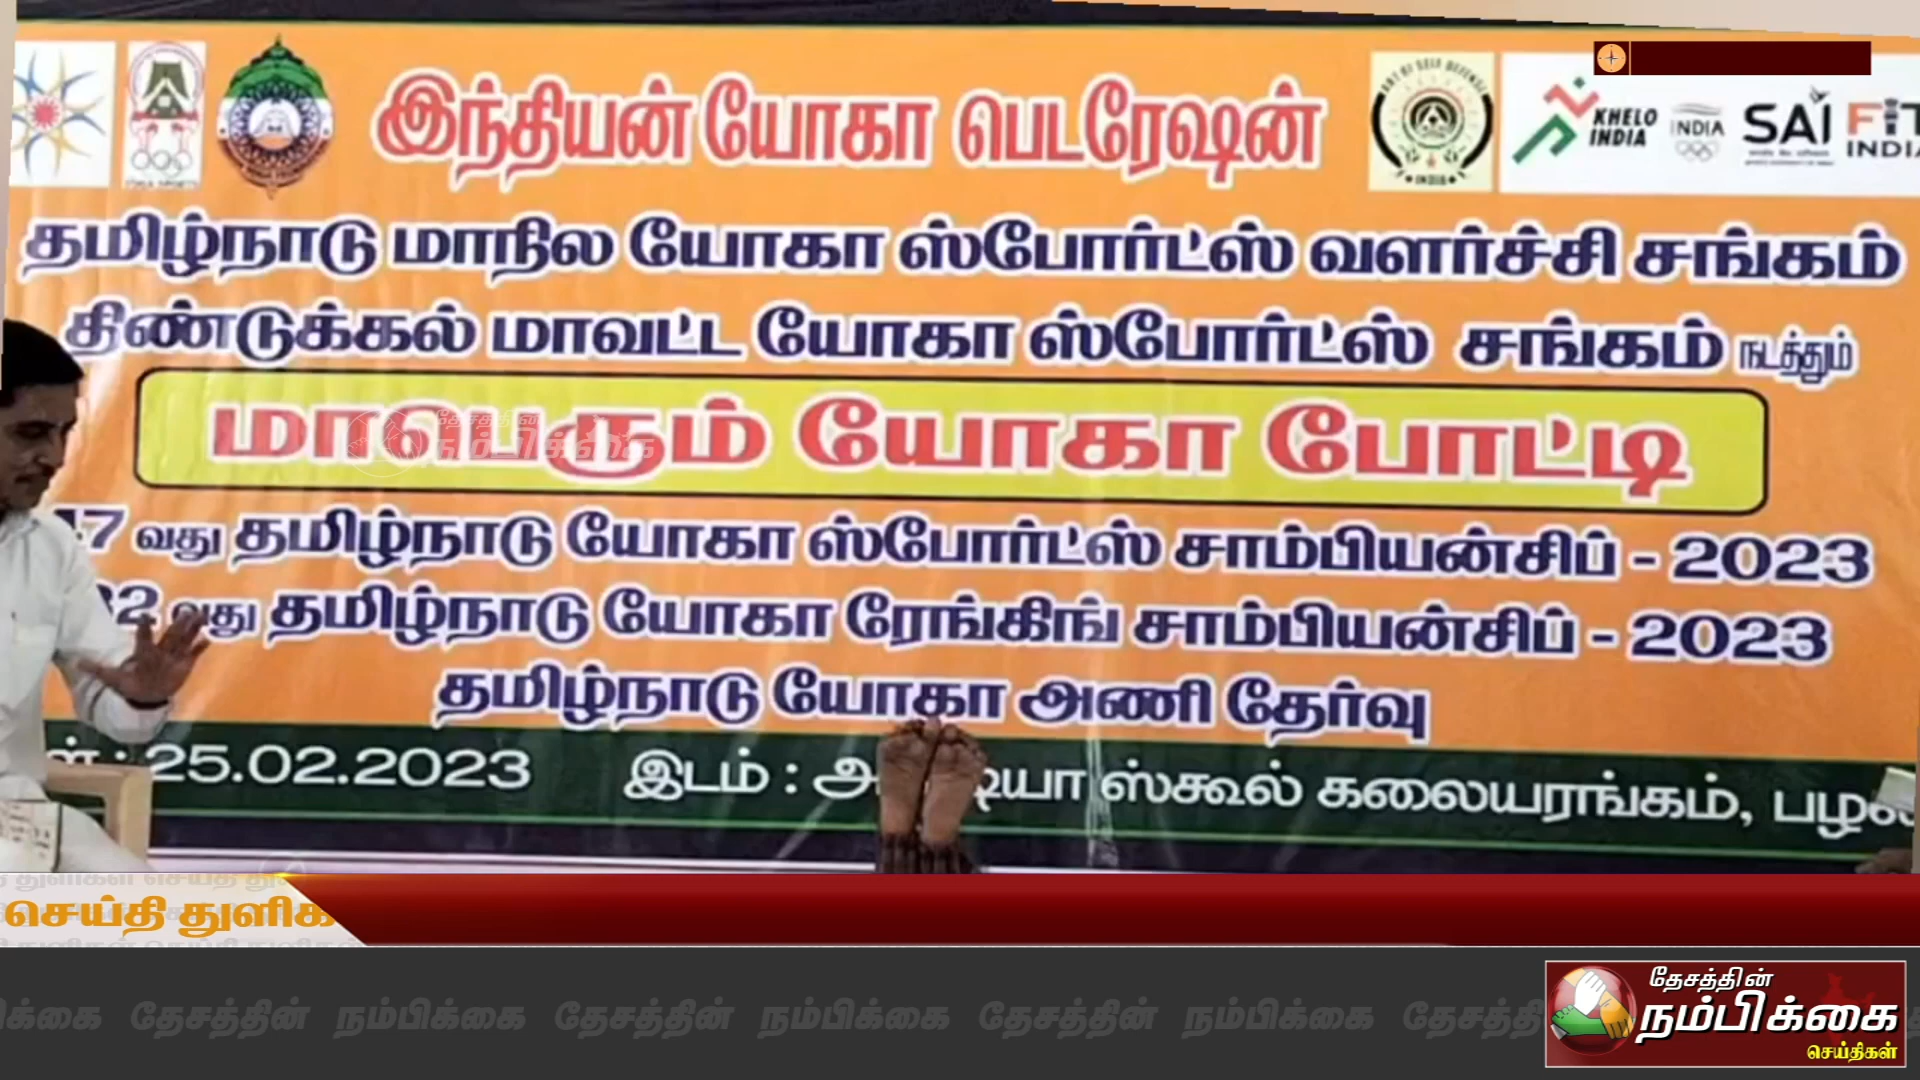 இந்தியன் யோகா பெடரேஷன்
KHELO INDIA
INDIA
SAI
FIT INDIA
தமிழ்நாடு மாநில யோகா ஸ்போர்ட்ஸ் வளர்ச்சி சங்கம்
திண்டுக்கல் மாவட்ட யோகா ஸ்போர்ட்ஸ் சங்கம் நடத்தும்
மாபெரும் யோகா போட்டி
வது தமிழ்நாடு யோகா ஸ்போர்ட்ஸ் சாம்பியன்சிப் - 2023
வது தமிழ்நாடு யோகா ரேங்கிங் சாம்பியன்சிப் - 2023
தமிழ்நாடு யோகா அணி தேர்வு
25.02.2023 இடம் : ஸ்கூல் கலையரங்கம்,
செய்தி துளிக
தேசத்தின் நம்பிக்கை தேசத்தின் நம்பிக்கை தேசத்தின் நம்பிக்கை
தேசத்தின்
நம்பிக்கை
செய்திகள்